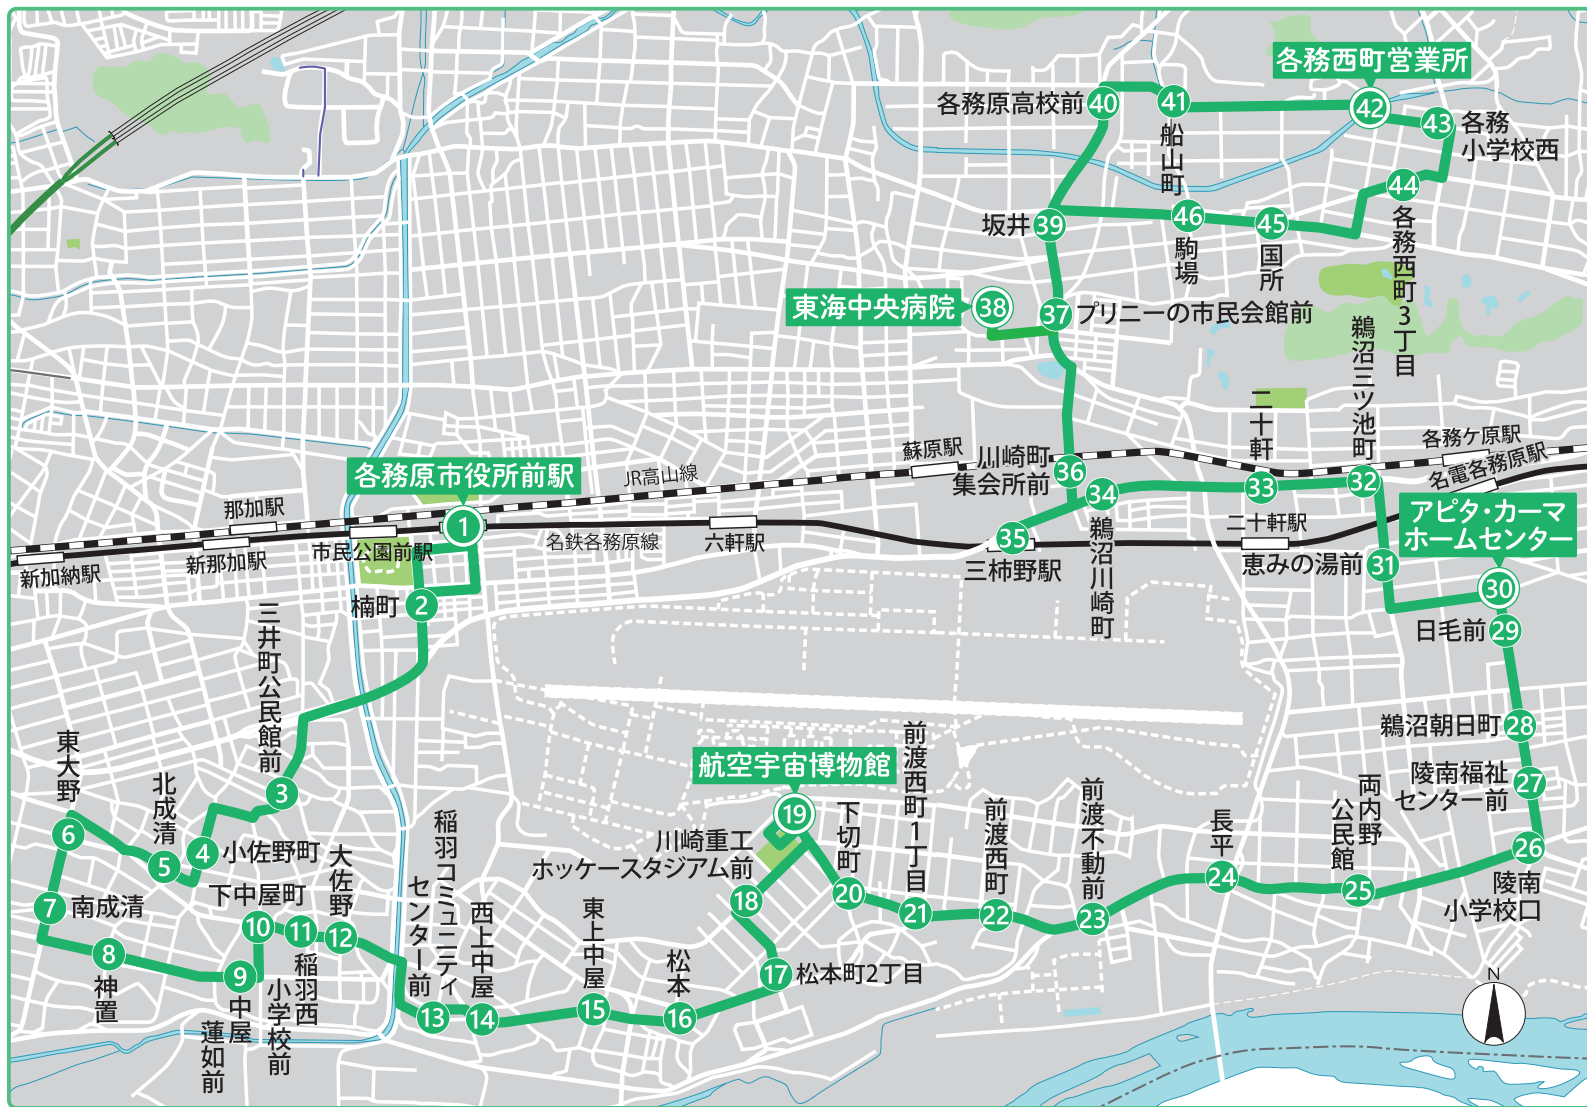 各務西町営業所
各務原高校前
40
41
船山町
42
43
各務
小学校西
44
各務西町3丁目
坂井
39
46
駒場
45
国所
東海中央病院
38
37
プリニーの市民会館前
鵜沼三ツ池町
二十軒
各務ケ原駅
名電各務原駅
蘇原駅
川崎町
集会所前
36
34
33
32
JR高山線
各務原市役所前駅
那加駅
新加納駅
新那加駅
市民公園前駅
1
名鉄各務原線
六軒駅
35
三柿野駅
鵜沼川崎町
二十軒駅
恵みの湯前
31
アピタ・カーマ
ホームセンター
30
日毛前
29
楠町
2
三井町公民館前
3
鵜沼朝日町
28
陵南福祉
センター前
27
東大野
6
北成清
5
4
小佐野町
航空宇宙博物館
19
前渡西町1丁目
下切町
川崎重工
ホッケースタジアム前
18
20
21
前渡西町
22
前渡不動前
23
長平
24
両内野
公民館
25
26
陵南
小学校口
7
南成清
下中屋町
大佐野
10
11
12
8
神置
9
中屋
蓮如前
稲羽西
小学校前
稲羽コミュニティ
センター前
13
西上中屋
14
東上中屋
15
松本
16
17
松本町2丁目
N